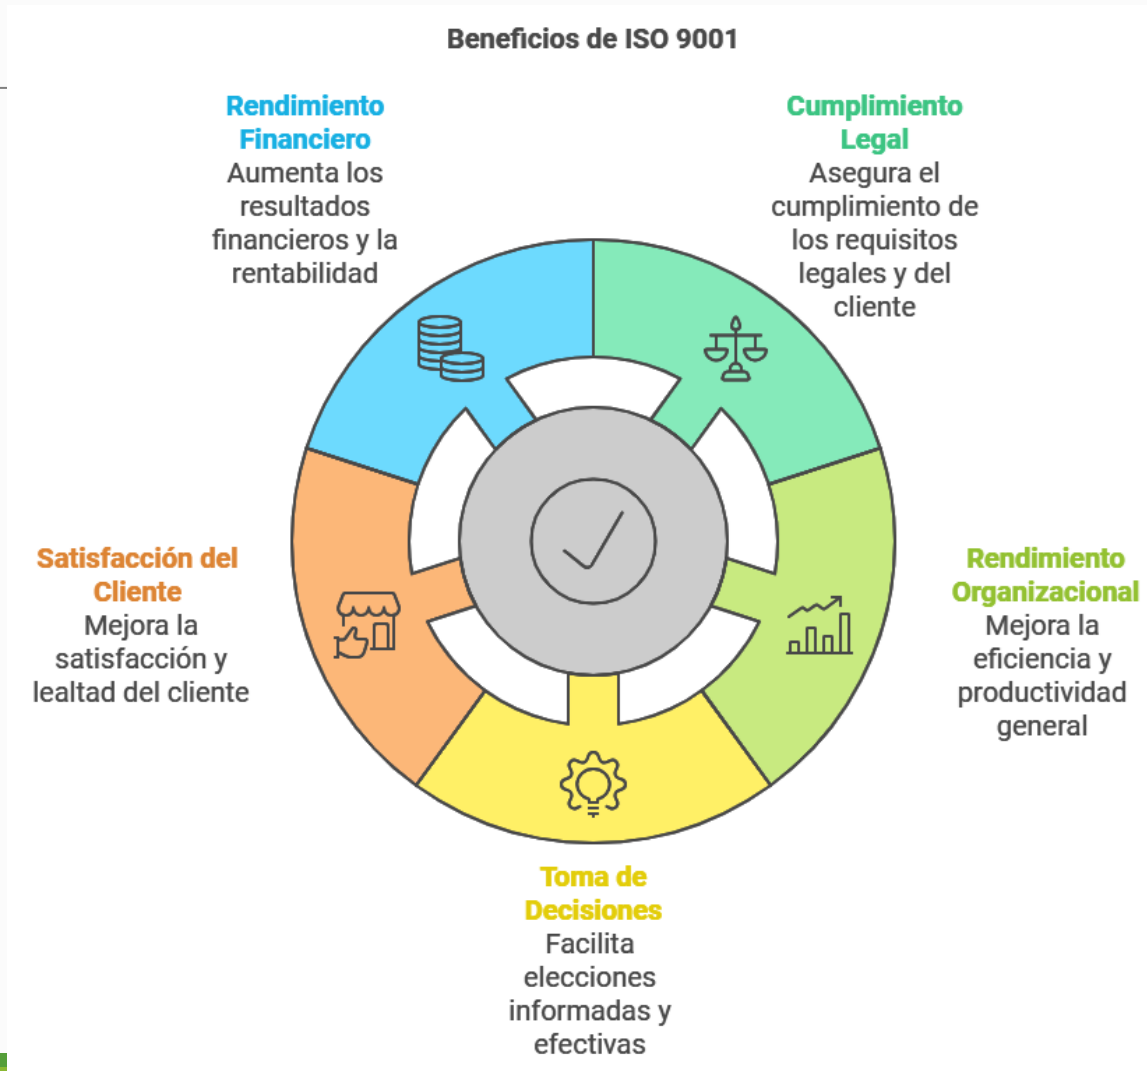 Beneficios de ISO 9001
Rendimiento
Financiero
Aumenta los
resultados
financieros y la
rentabilidad
Cumplimiento
Legal
Asegura el
cumplimiento de
los requisitos
legales y del
cliente
Satisfacción del
Cliente
Mejora la
satisfacción y
lealtad del cliente
Rendimiento
Organizacional
Mejora la
eficiencia y
productividad
general
Toma de
Decisiones
Facilita
elecciones
informadas y
efectivas